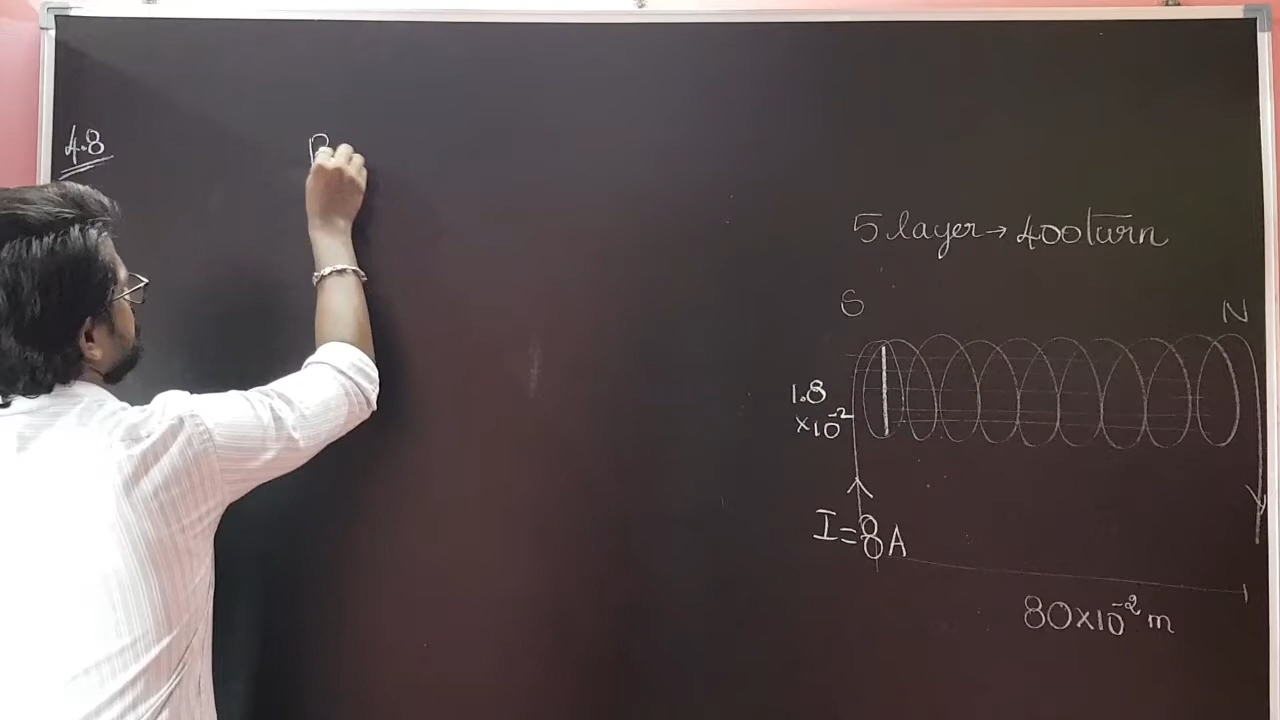 4.8
B
5 layer → 400 turn
S N
1.8
×10⁻²
I = 8A
80×10⁻² m